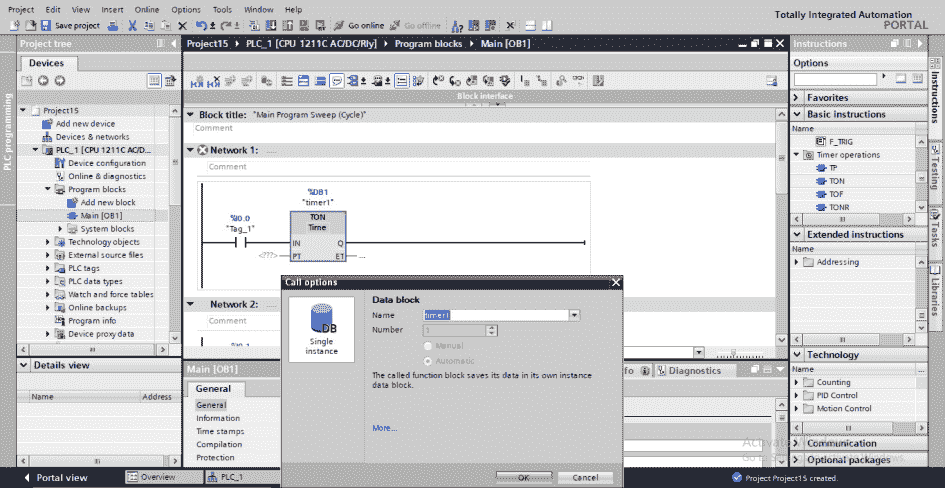 Project Edit View Insert Online Options Tools Window Help
Totally Integrated Automation
PORTAL
Save project
Go online
Go offline
Project tree
Project15 PLC_1 [CPU 1211C AC/DC/Rly] Program blocks Main [OB1]
Instructions
Devices
Options
PLC programming
Block interface
Project15
Add new device
Devices & networks
PLC_1 [CPU 1211C AC/D...
Device configuration
Online & diagnostics
Program blocks
Add new block
Main [OB1]
System blocks
Technology objects
External source files
PLC tags
PLC data types
Watch and force tables
Online backups
Program info
Device proxy data
Details view
Name Address
Block title: "Main Program Sweep (Cycle)"
Comment
Network 1: .....
Comment
%DB1
"timer1"
%I0.0
"Tag_1"
TON
Time
IN Q
<???> PT ET ...
Network 2: .....
Comment
Call options
Data block
Name timer1
Number 1
Manual
Automatic
DB
Single
instance
The called function block saves its data in its own instance
data block.
More...
OK Cancel
Main [OB1]
Diagnostics
General
General
Information
Time stamps
Compilation
Protection
Favorites
Basic instructions
Name
F_TRIG
Timer operations
TP
TON
TOF
TONR
Extended instructions
Name
Addressing
Technology
Name
Counting
PID Control
Motion Control
Communication
Optional packages
Instructions
Testing
Tasks
Libraries
Portal view
Overview
PLC_1
Project Project15 created.